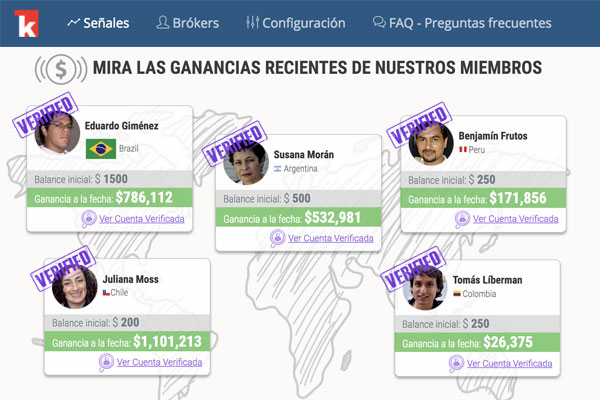 k
Señales
Brókers
Configuración
FAQ - Preguntas frecuentes
$
MIRA LAS GANANCIAS RECIENTES DE NUESTROS MIEMBROS
VERIFIED
Eduardo Giménez
Brazil
Balance inicial: $ 1500
Ganancia a la fecha: $786,112
Ver Cuenta Verificada
VERIFIED
Susana Morán
Argentina
Balance inicial: $ 500
Ganancia a la fecha: $532,981
Ver Cuenta Verificada
VERIFIED
Benjamín Frutos
Peru
Balance inicial: $ 250
Ganancia a la fecha: $171,856
Ver Cuenta Verificada
VERIFIED
Juliana Moss
Chile
Balance inicial: $ 200
Ganancia a la fecha: $1,101,213
Ver Cuenta Verificada
VERIFIED
Tomás Líberman
Colombia
Balance inicial: $ 250
Ganancia a la fecha: $26,375
Ver Cuenta Verificada